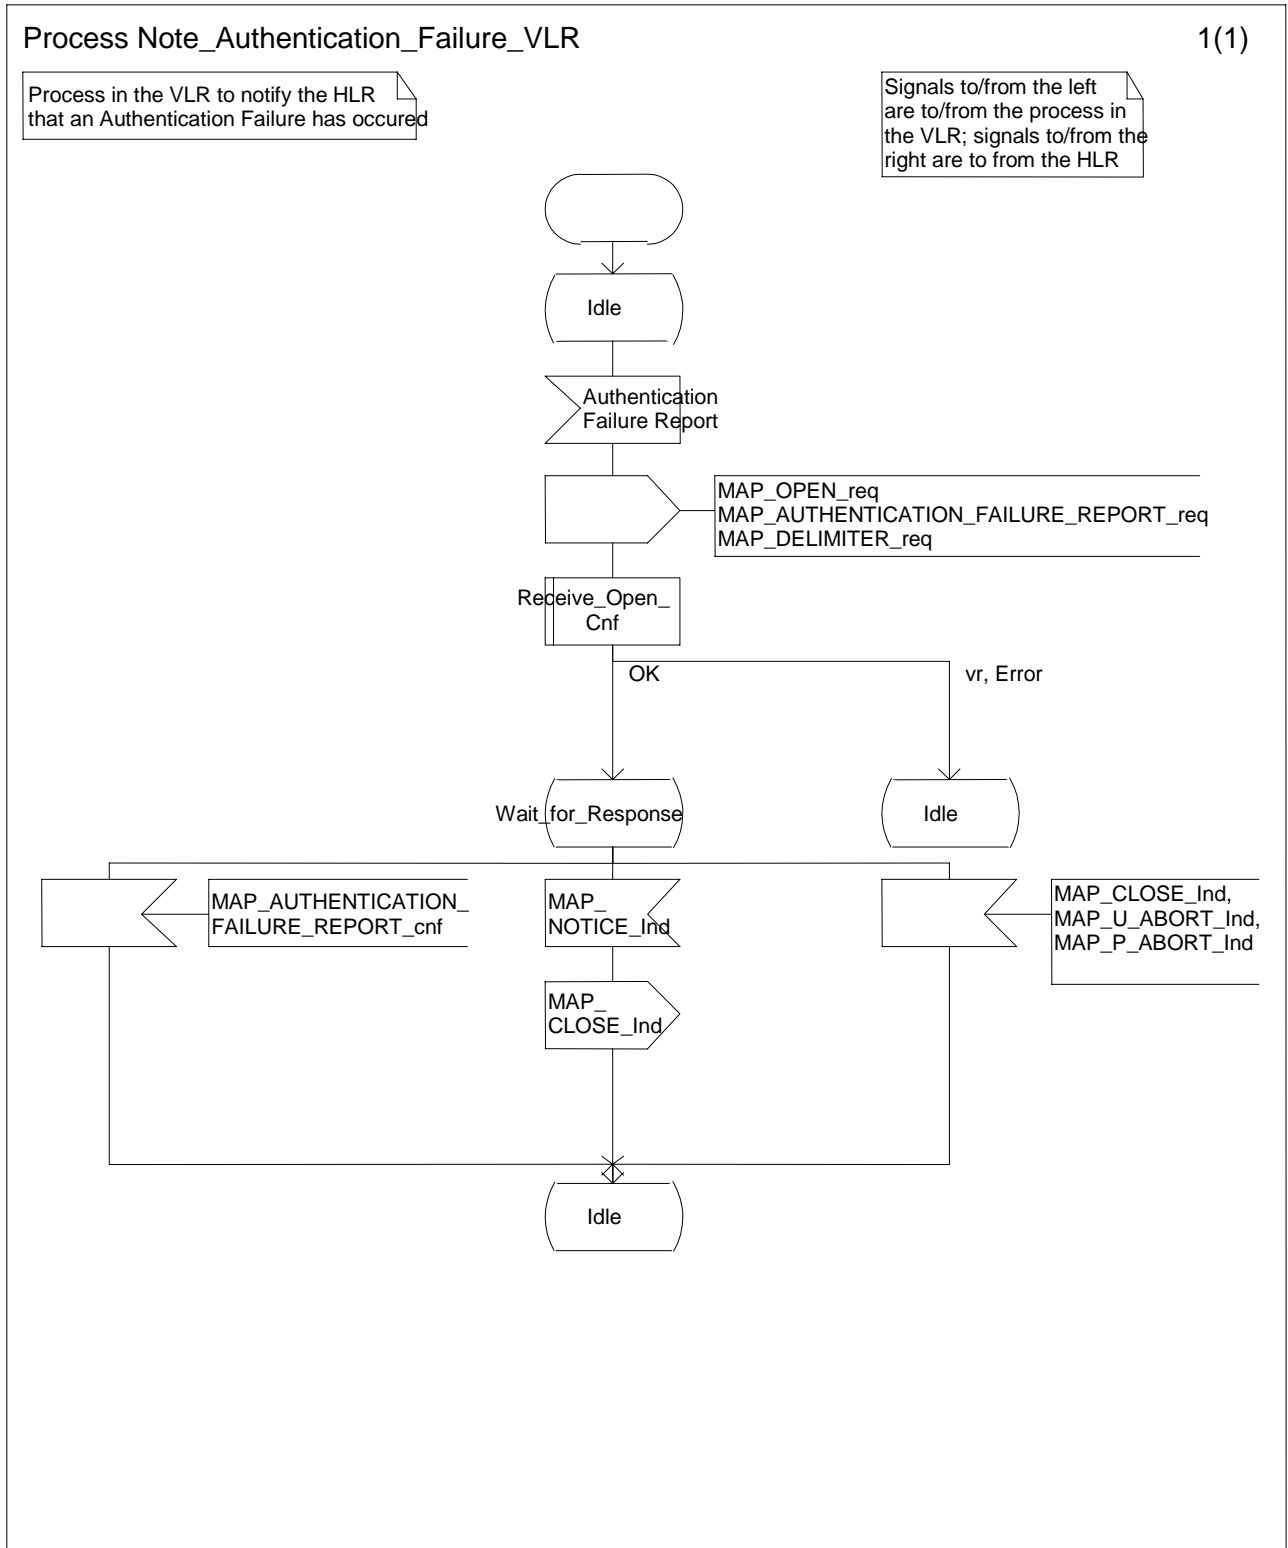 Process Note_Authentication_Failure_VLR
1(1)
Process in the VLR to notify the HLR
that an Authentication Failure has occured
Signals to/from the left
are to/from the process in
the VLR; signals to/from the
right are to from the HLR
Idle
Authentication
Failure Report
MAP_OPEN_req
MAP_AUTHENTICATION_FAILURE_REPORT_req
MAP_DELIMITER_req
Receive_Open_
Cnf
OK
vr, Error
Wait_for_Response
Idle
MAP_AUTHENTICATION_
FAILURE_REPORT_cnf
MAP_
NOTICE_Ind
MAP_CLOSE_Ind,
MAP_U_ABORT_Ind,
MAP_P_ABORT_Ind
MAP_
CLOSE_Ind
Idle